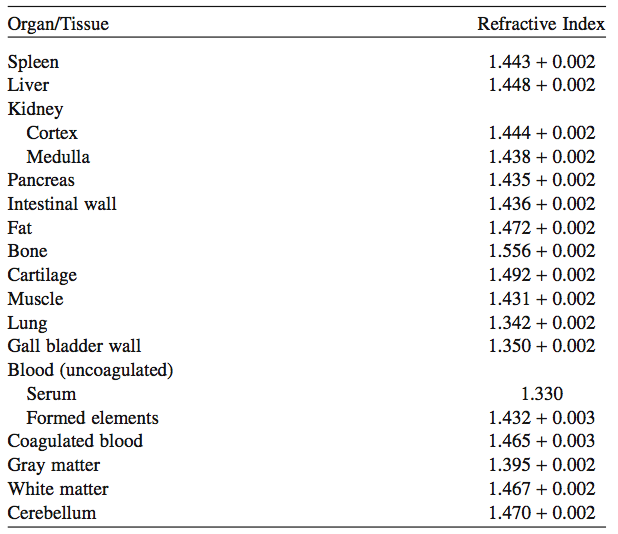 Organ/Tissue Refractive Index
Spleen 1.443 + 0.002
Liver 1.448 + 0.002
Kidney
Cortex 1.444 + 0.002
Medulla 1.438 + 0.002
Pancreas 1.435 + 0.002
Intestinal wall 1.436 + 0.002
Fat 1.472 + 0.002
Bone 1.556 + 0.002
Cartilage 1.492 + 0.002
Muscle 1.431 + 0.002
Lung 1.342 + 0.002
Gall bladder wall 1.350 + 0.002
Blood (uncoagulated)
Serum 1.330
Formed elements 1.432 + 0.003
Coagulated blood 1.465 + 0.003
Gray matter 1.395 + 0.002
White matter 1.467 + 0.002
Cerebellum 1.470 + 0.002